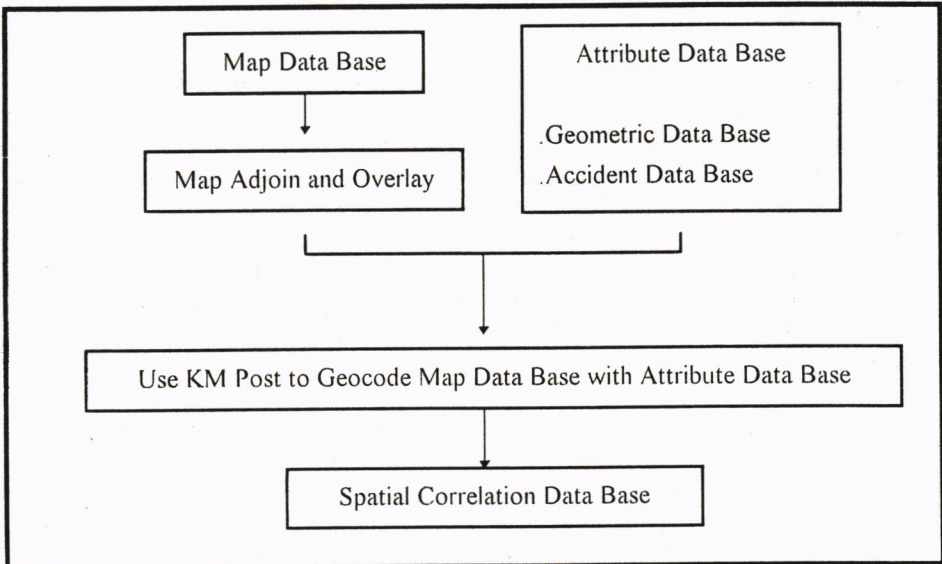 Map Data Base
Map Adjoin and Overlay
Attribute Data Base
.Geometric Data Base
.Accident Data Base
Use KM Post to Geocode Map Data Base with Attribute Data Base
Spatial Correlation Data Base